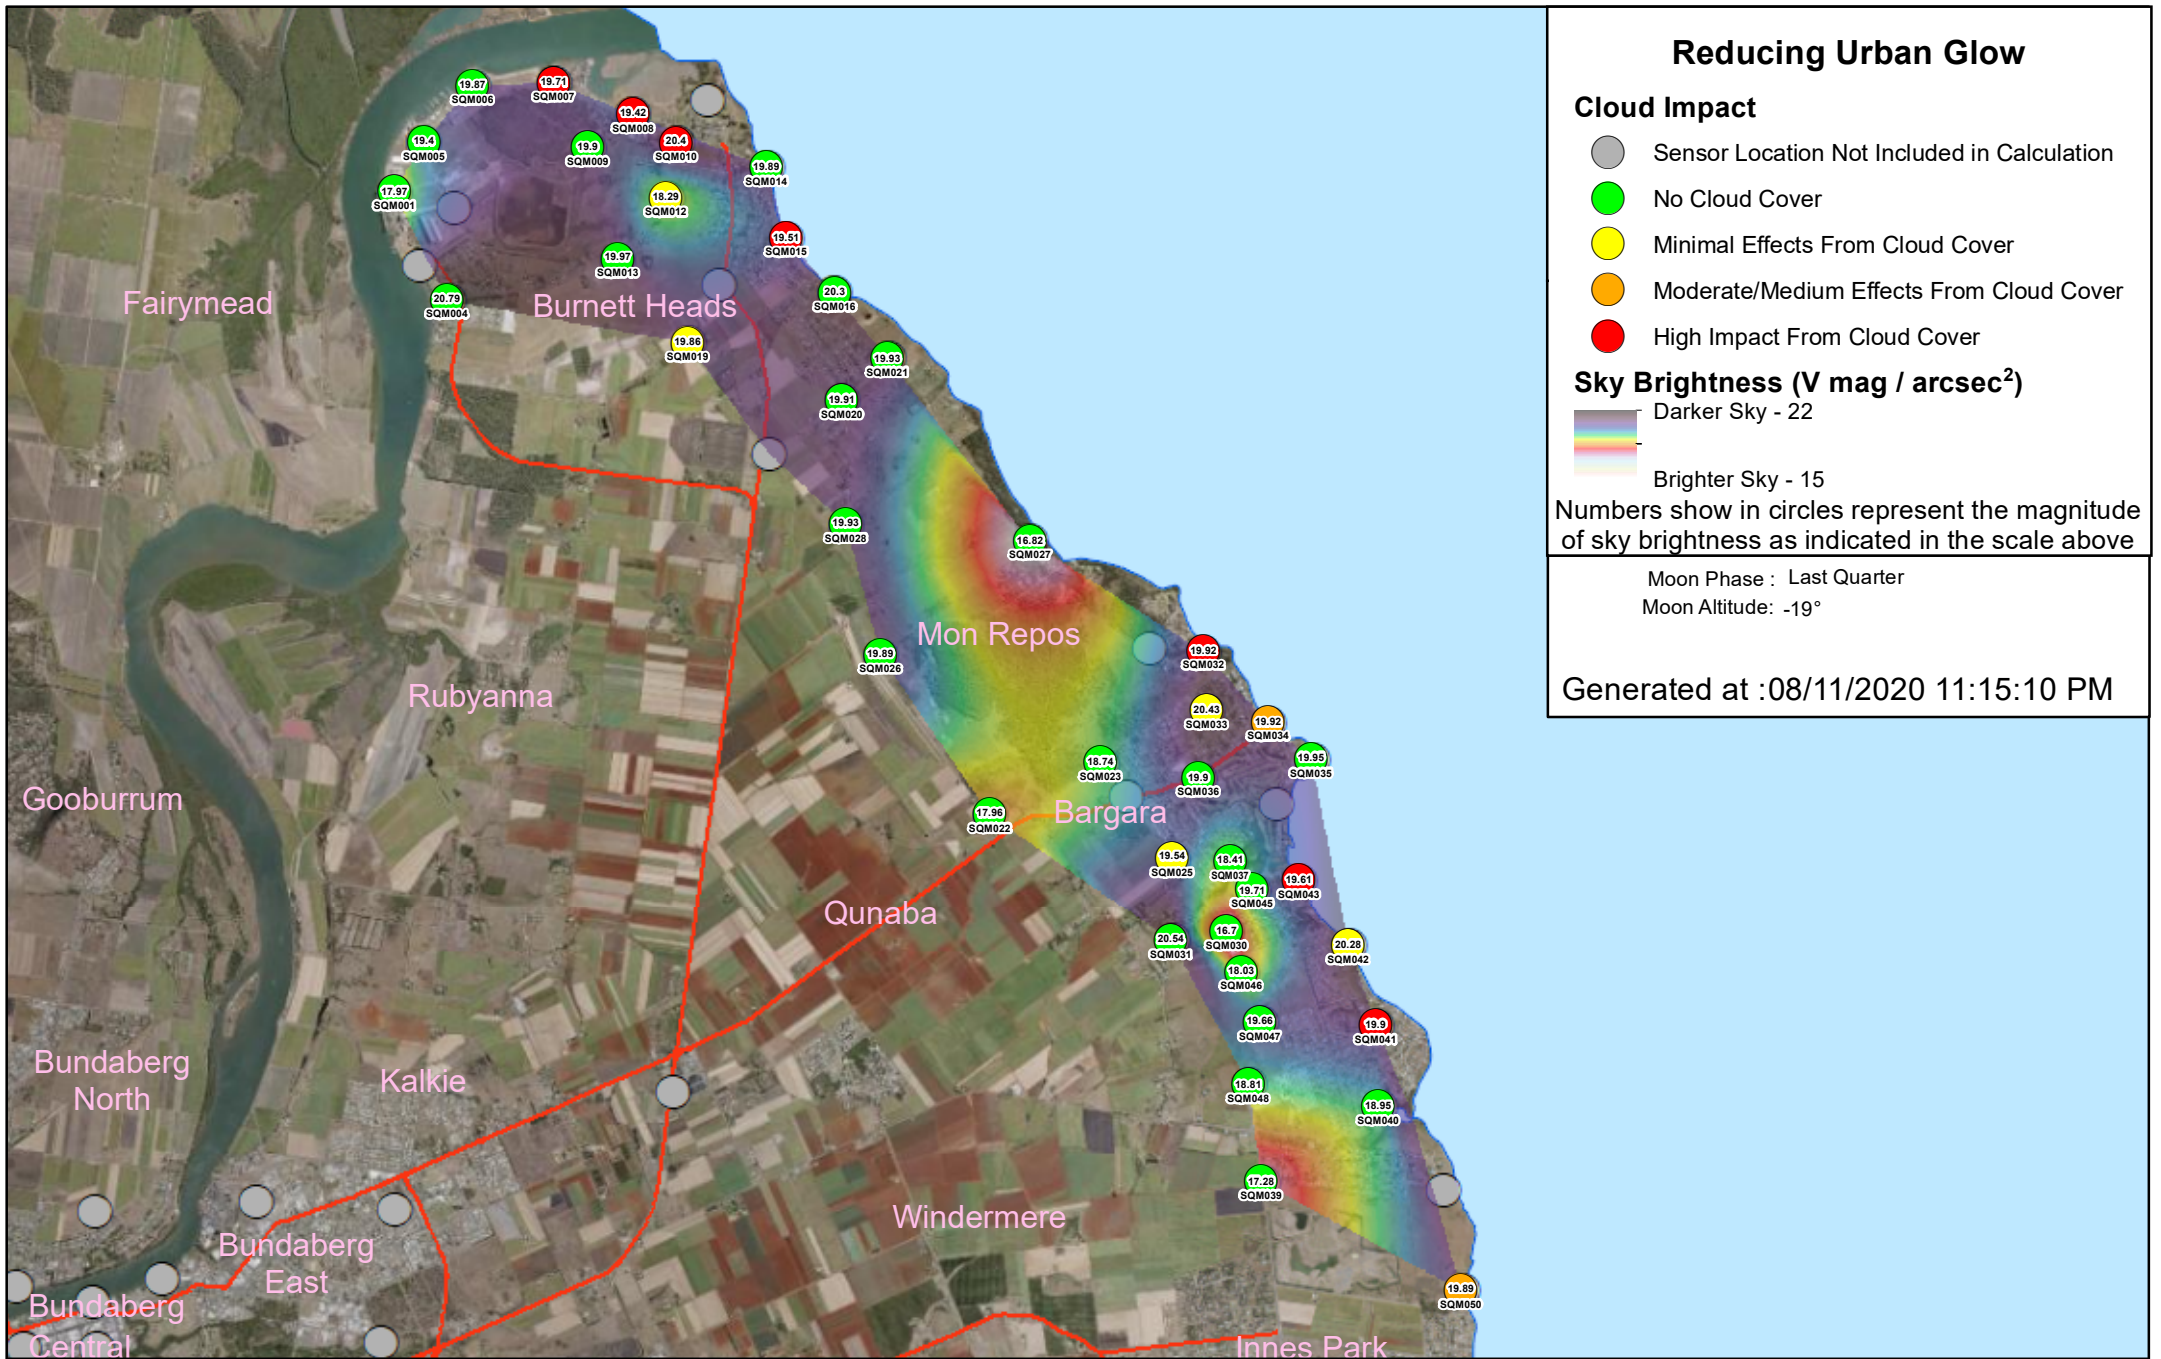 Reducing Urban Glow
Cloud Impact
Sensor Location Not Included in Calculation
No Cloud Cover
Minimal Effects From Cloud Cover
Moderate/Medium Effects From Cloud Cover
High Impact From Cloud Cover
Sky Brightness (V mag / arcsec²)
Darker Sky - 22
Brighter Sky - 15
Numbers show in circles represent the magnitude
of sky brightness as indicated in the scale above
Moon Phase : Last Quarter
Moon Altitude: -19°
Generated at :08/11/2020 11:15:10 PM
19.87
SQM006
19.71
SQM007
19.42
SQM008
19.4
SQM005
19.9
SQM009
20.4
SQM010
19.89
SQM014
17.97
SQM001
18.29
SQM012
19.51
SQM015
19.97
SQM013
20.79
SQM004
20.3
SQM016
Fairymead
Burnett Heads
19.86
SQM019
19.93
SQM021
19.91
SQM020
19.93
SQM028
16.82
SQM027
Mon Repos
19.89
SQM026
19.92
SQM032
Rubyanna
20.43
SQM033
19.92
SQM034
18.74
SQM023
19.9
SQM036
19.95
SQM035
Gooburrum
17.96
SQM022
Bargara
19.54
SQM025
18.41
SQM037
19.71
SQM045
19.61
SQM043
Qunaba
20.54
SQM031
16.7
SQM030
20.28
SQM042
18.03
SQM046
19.66
SQM047
19.9
SQM041
Bundaberg
North
Kalkie
18.81
SQM048
18.95
SQM040
17.28
SQM039
Windermere
Bundaberg
East
19.89
SQM050
Bundaberg
Central
Innes Park